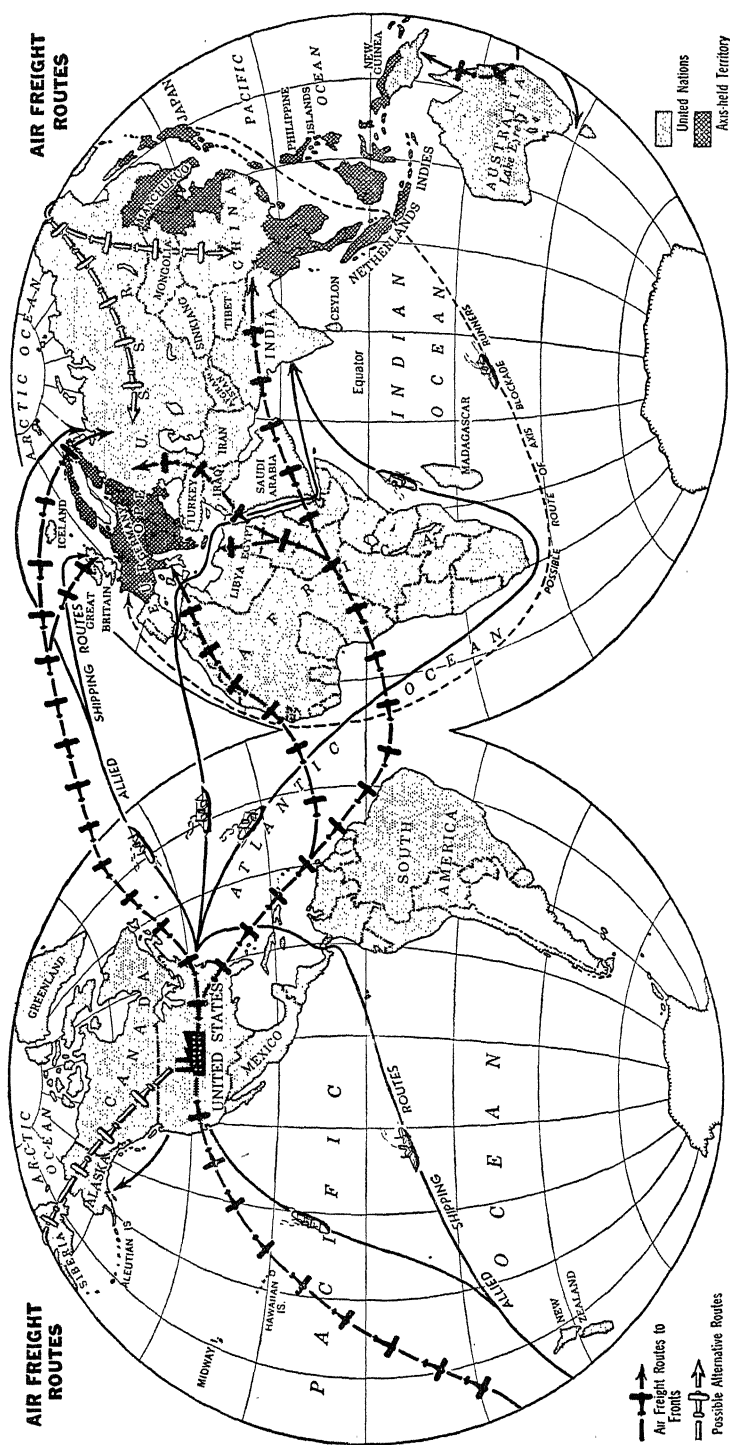 AIR FREIGHT
ROUTES
AIR FREIGHT
ROUTES
ARCTIC
OCEAN
SIBERIA
ALASKA
ALEUTIAN IS
CANADA
GREENLAND
UNITED STATES
MEXICO
MIDWAY I.
HAWAIIAN
IS.
PACIFIC
OCEAN
ALLIED SHIPPING ROUTES
NEW
ZEALAND
SOUTH
AMERICA
ATLANTIC
OCEAN
ALLIED SHIPPING ROUTES
ARCTIC OCEAN
ICELAND
GREAT
BRITAIN
GERMANY
EUROPE
U. S. S. R.
TURKEY
IRAQ
IRAN
SAUDI
ARABIA
LIBYA
EGYPT
AFRICA
MADAGASCAR
SINKIANG
TIBET
MONGOLIA
MANCHUKUO
CHINA
INDIA
CEYLON
JAPAN
PACIFIC
OCEAN
PHILIPPINE
ISLANDS
NEW
GUINEA
NETHERLANDS INDIES
AUSTRALIA
Lake Eyre
Equator
INDIAN
OCEAN
POSSIBLE ROUTE OF AXIS BLOCKADE RUNNERS
Air Freight Routes to
Fronts
Possible Alternative Routes
United Nations
Axis-held Territory